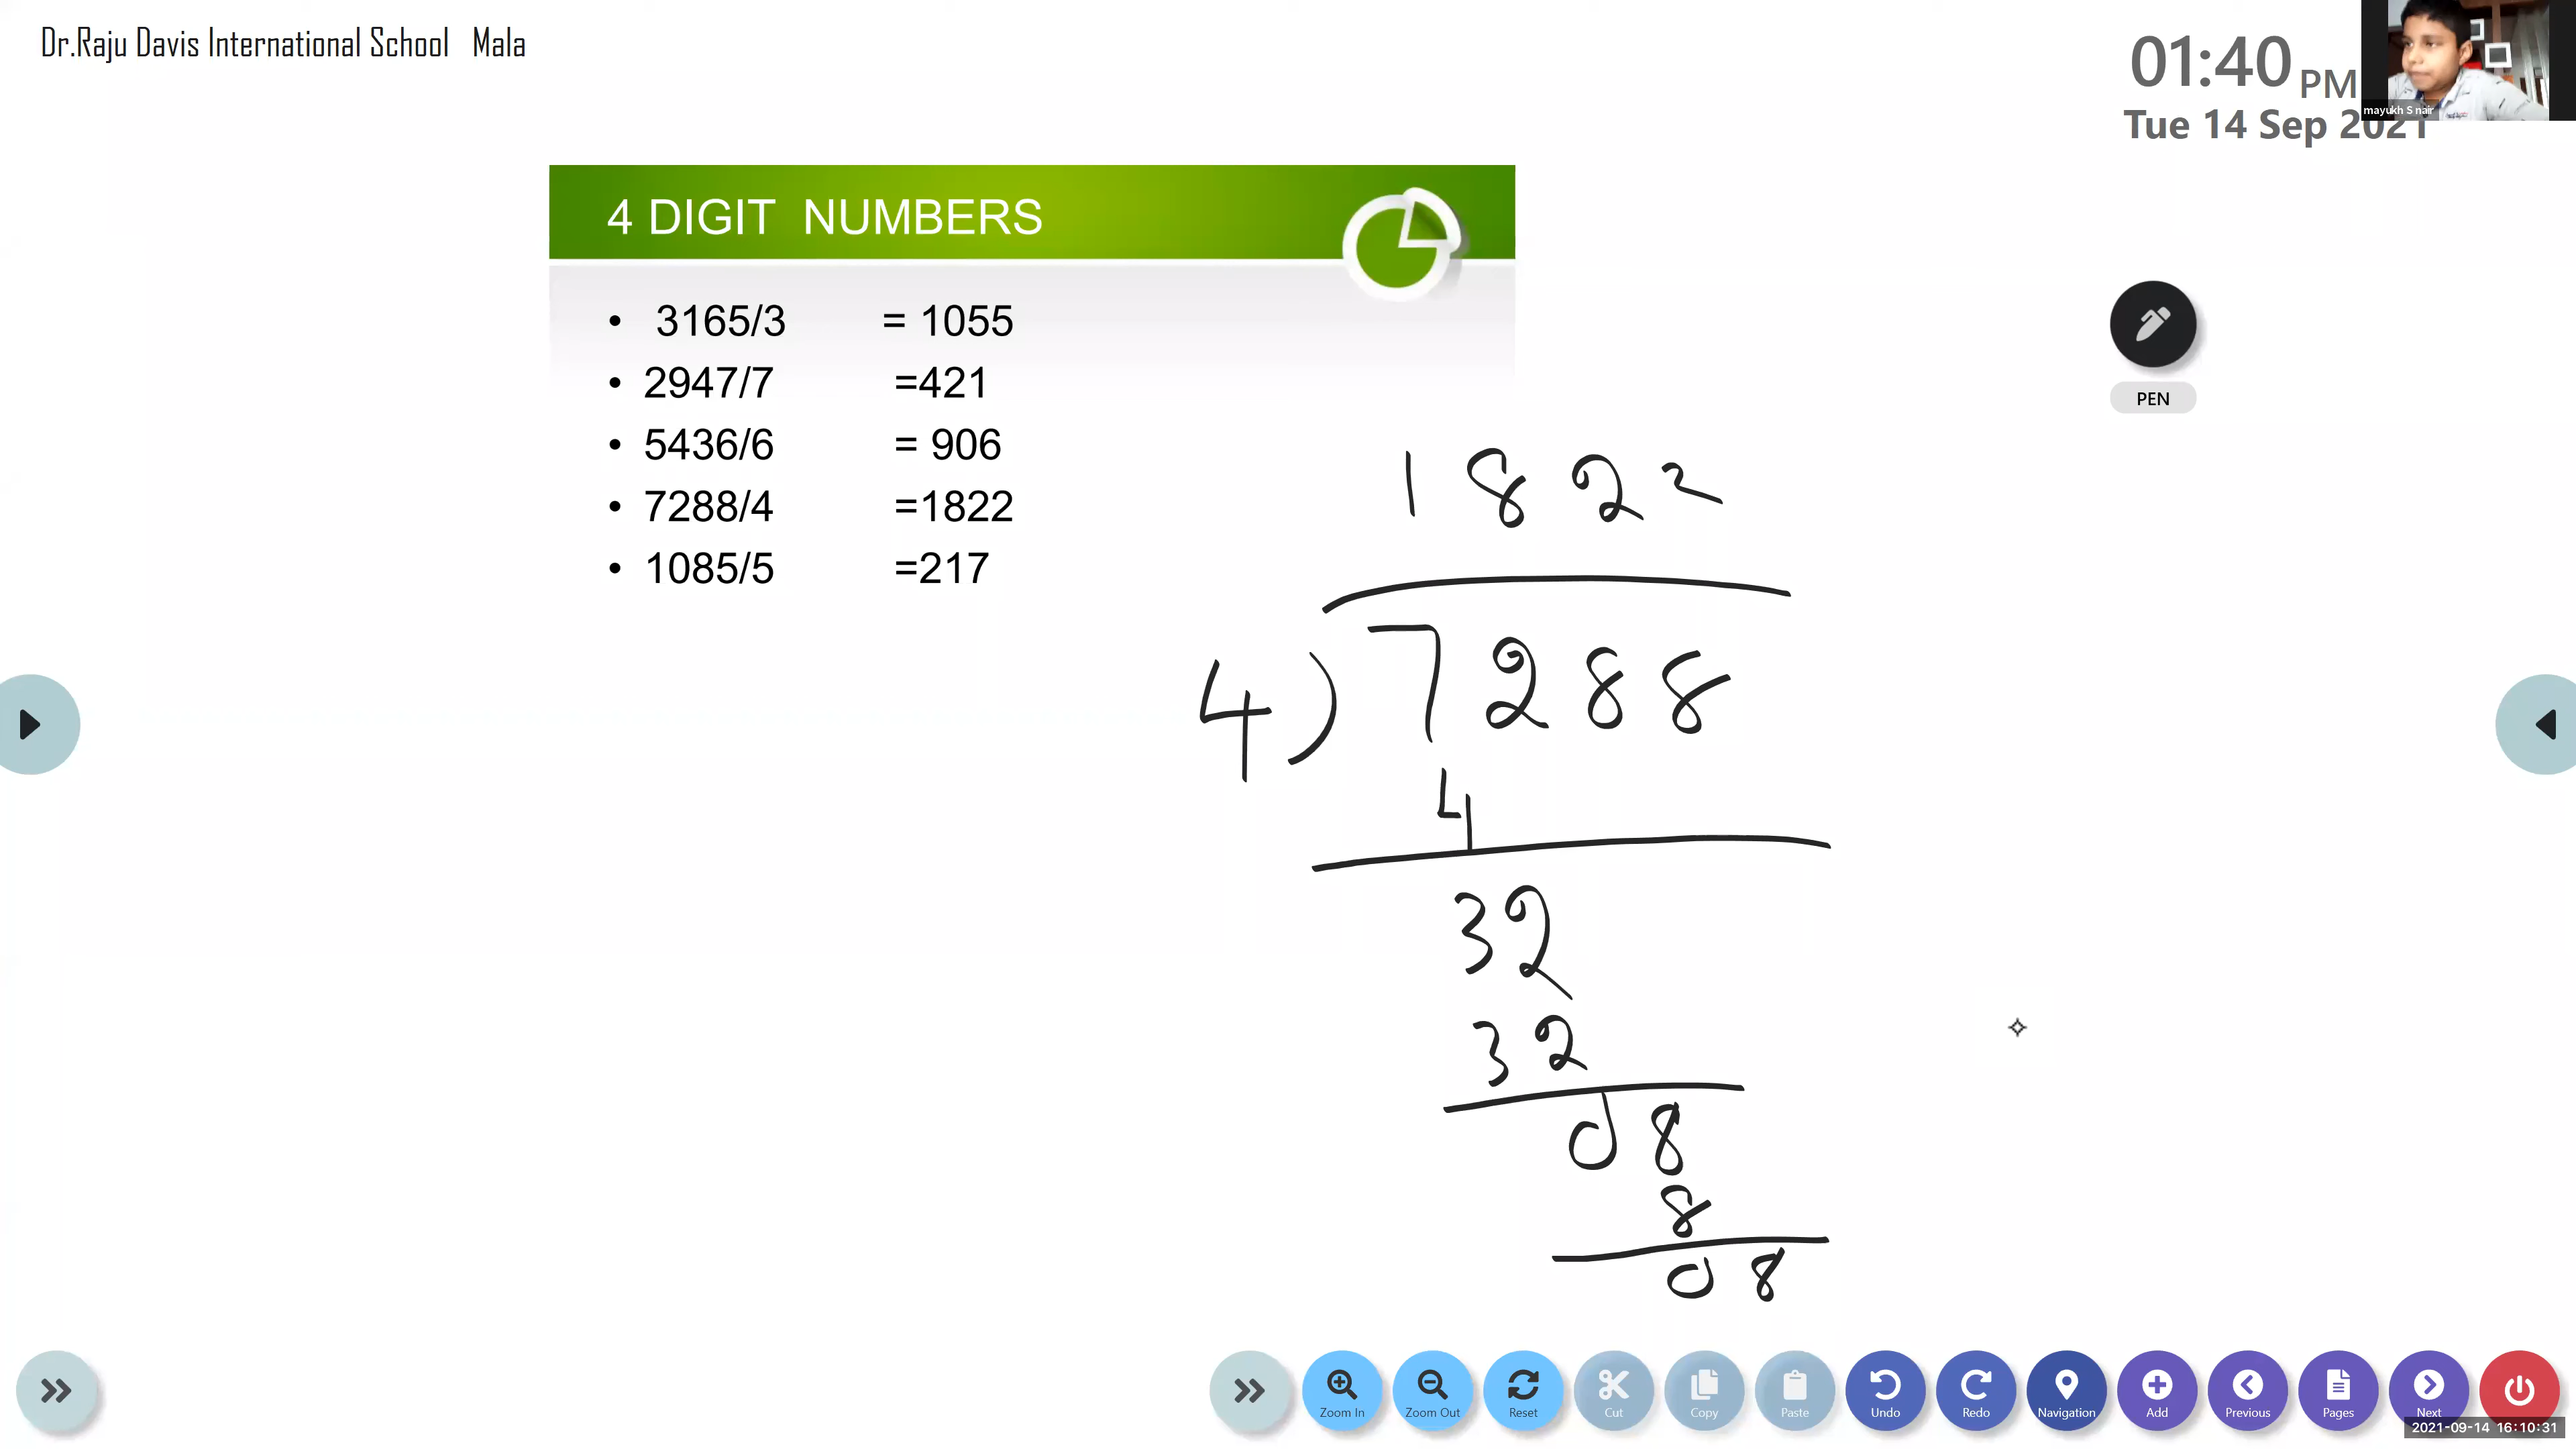 Dr.Raju Davis International School Mala
01:40 PM
Tue 14 Sep 2021
mayukh S nair
4 DIGIT NUMBERS
• 3165/3 = 1055
• 2947/7 =421
• 5436/6 = 906
• 7288/4 =1822
• 1085/5 =217
PEN
1822
4)7288
4
32
32
08
8
08
Zoom In Zoom Out Reset Cut Copy Paste Undo Redo Navigation Add Previous Pages Next
2021-09-14 16:10:31